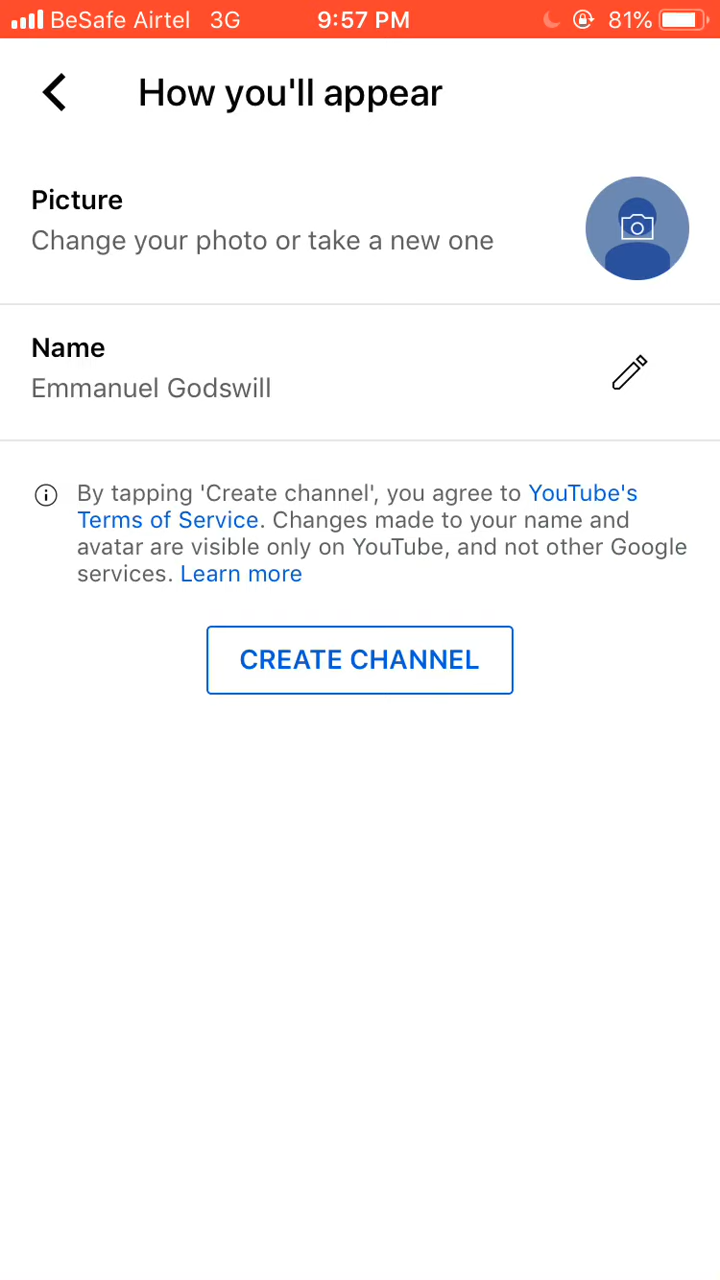 BeSafe Airtel 3G 9:57 PM 81%
How you'll appear
Picture
Change your photo or take a new one
Name
Emmanuel Godswill
By tapping 'Create channel', you agree to YouTube's
Terms of Service. Changes made to your name and
avatar are visible only on YouTube, and not other Google
services. Learn more
CREATE CHANNEL